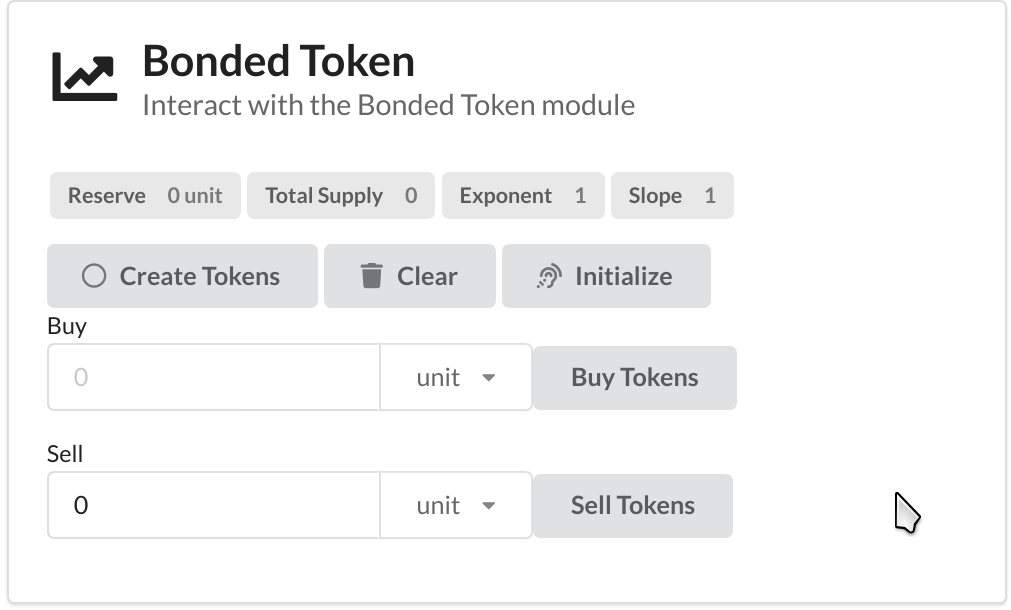 Bonded Token
Interact with the Bonded Token module
Reserve 0 unit Total Supply 0 Exponent 1 Slope 1
Create Tokens Clear Initialize
Buy
0 unit Buy Tokens
Sell
0 unit Sell Tokens